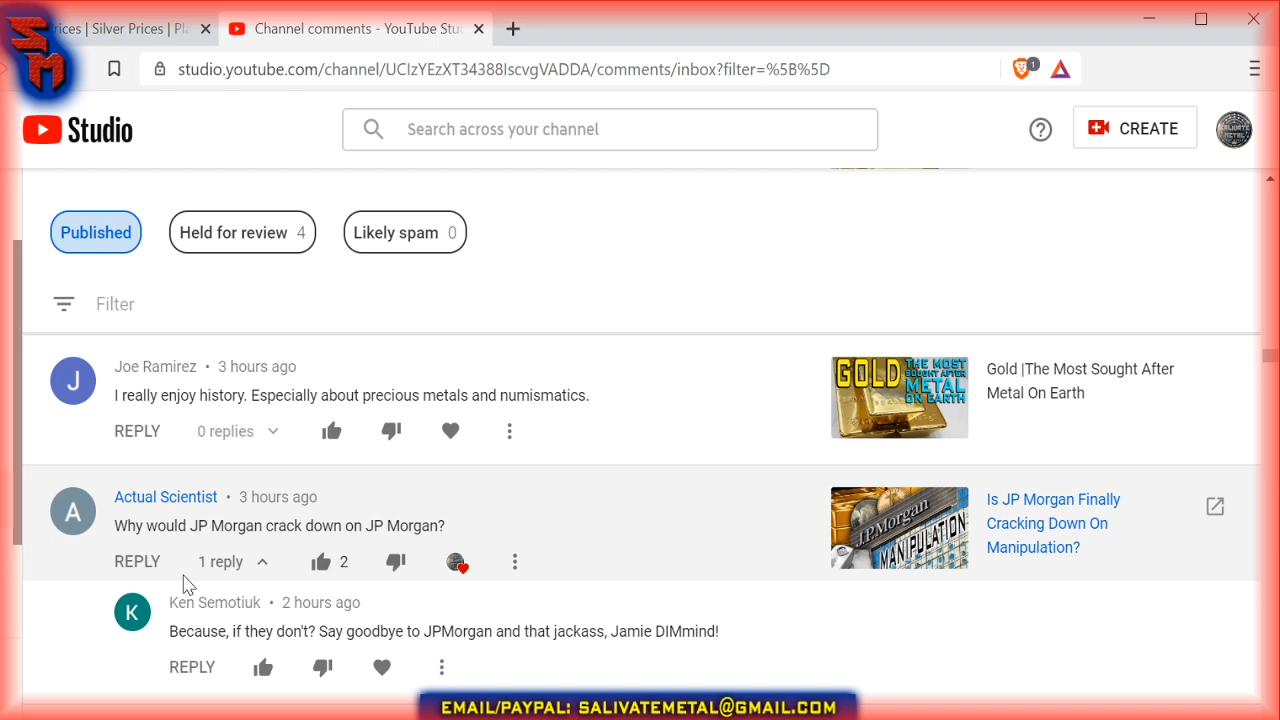 SM
rices | Silver Prices | Pla
Channel comments - YouTube Stu
studio.youtube.com/channel/UCIzYEzXT34388IscvgVADDA/comments/inbox?filter=%5B%5D
1
Studio
Search across your channel
CREATE
Published
Held for review 4
Likely spam 0
Filter
J
Joe Ramirez • 3 hours ago
I really enjoy history. Especially about precious metals and numismatics.
REPLY 0 replies
GOLD THE MOST
SOUGHT AFTER
METAL
ON EARTH
Gold |The Most Sought After
Metal On Earth
A
Actual Scientist • 3 hours ago
Why would JP Morgan crack down on JP Morgan?
REPLY 1 reply 2
J.P.Morgan
MANIPULATION
Is JP Morgan Finally
Cracking Down On
Manipulation?
K
Ken Semotiuk • 2 hours ago
Because, if they don't? Say goodbye to JPMorgan and that jackass, Jamie DIMmind!
REPLY
EMAIL/PAYPAL: SALIVATEMETAL@GMAIL.COM